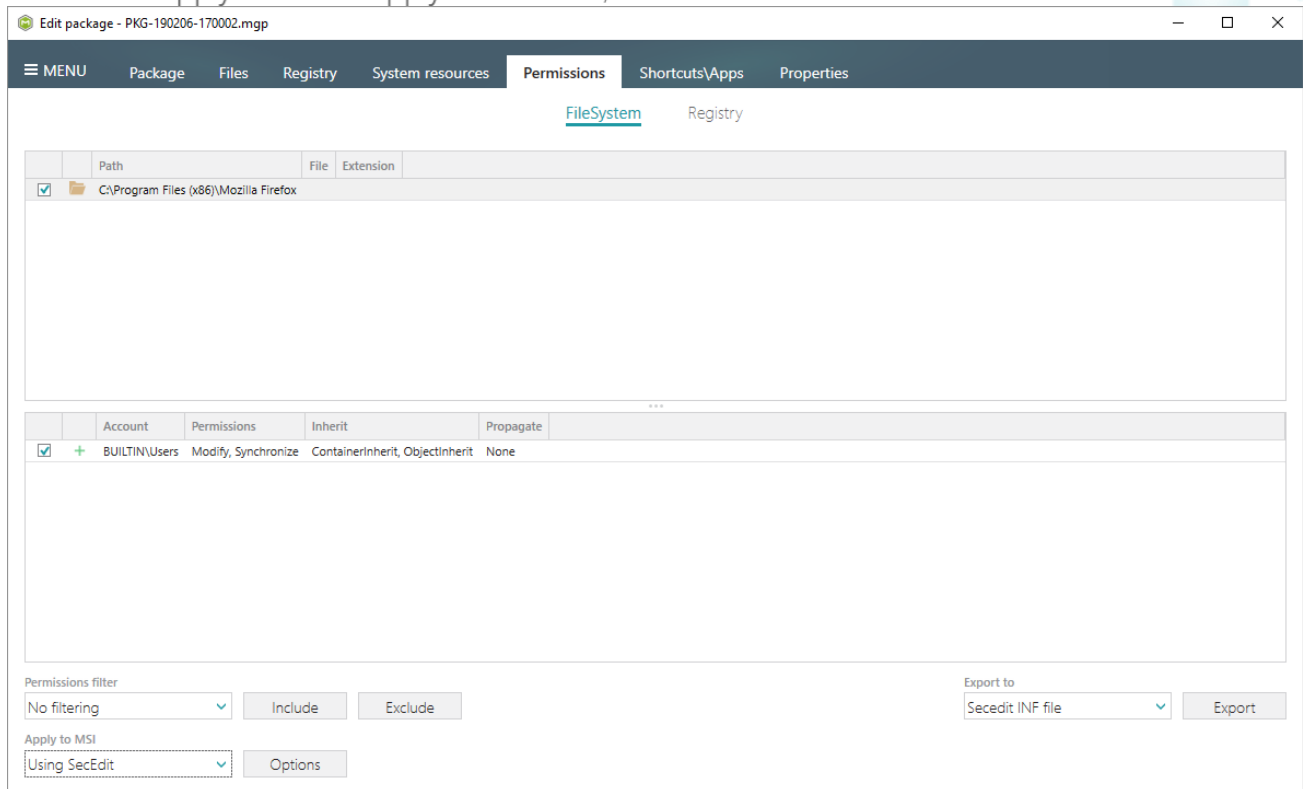 Edit package - PKG-190206-170002.mgp
MENU Package Files Registry System resources Permissions Shortcuts\Apps Properties
FileSystem Registry
Path File Extension
C:\Program Files (x86)\Mozilla Firefox
Account Permissions Inherit Propagate
BUILTIN\Users Modify, Synchronize ContainerInherit, ObjectInherit None
Permissions filter Export to
No filtering Include Exclude Secedit INF file Export
Apply to MSI
Using SecEdit Options